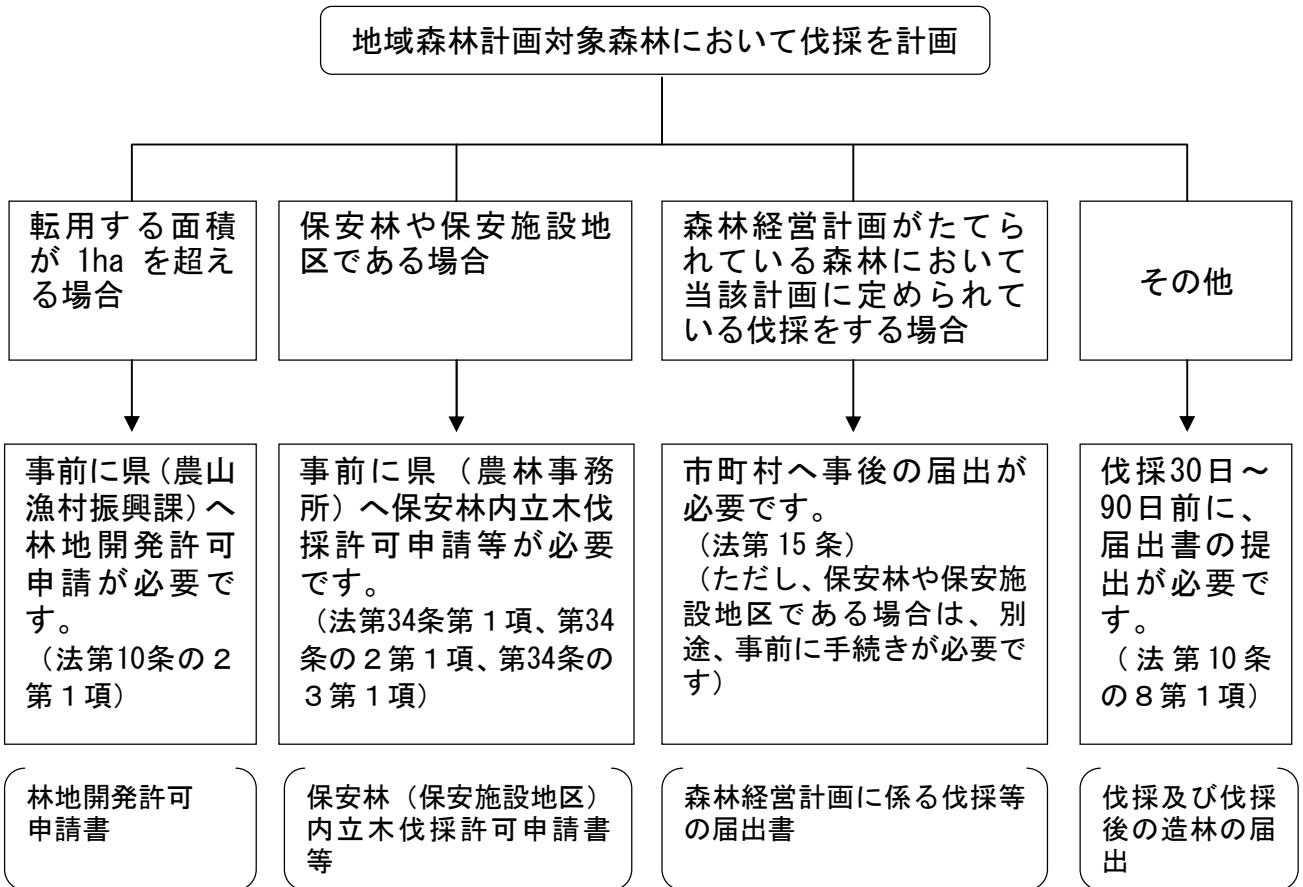 地域森林計画対象森林において伐採を計画
転用する面積
が 1ha を超え
る場合
保安林や保安施設地
区である場合
森林経営計画がたてら
れている森林において
当該計画に定められて
いる伐採をする場合
その他
事前に県（農山
漁村振興課）へ
林地開発許可
申請が必要で
す。
（法第10条の２
第１項）
事前に県（農林事務
所）へ保安林内立木伐
採許可申請等が必要
です。
（法第34条第１項、第34
条の２第１項、第34条の
３第１項）
市町村へ事後の届出が
必要です。
（法第 15 条）
（ただし、保安林や保安施
設地区である場合は、別
途、事前に手続きが必要で
す）
伐採30日～
90日前に、
届出書の提
出が必要で
す。
（法第10条
の８第１項）
林地開発許可
申請書
保安林（保安施設地区）
内立木伐採許可申請書
等
森林経営計画に係る伐採等
の届出書
伐採及び伐採
後の造林の届
出